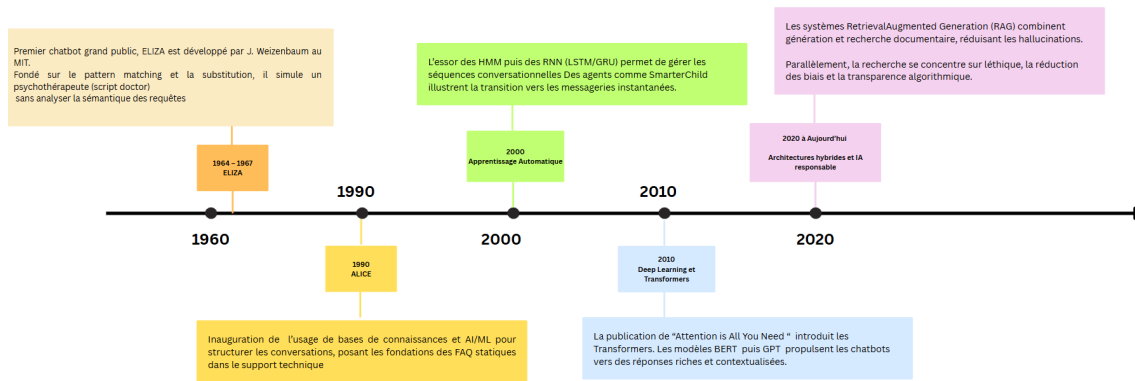 Premier chatbot grand public, ELIZA est développé par J. Weizenbaum au
MIT.
Fondé sur le pattern matching et la substitution, il simule un
psychothérapeute (script doctor)
sans analyser la sémantique des requêtes
1964 – 1967
ELIZA
L'essor des HMM puis des RNN (LSTM/GRU) permet de gérer les
séquences conversationnelles Des agents comme SmarterChild
illustrent la transition vers les messageries instantanées.
2000
Apprentissage Automatique
Les systèmes RetrievalAugmented Generation (RAG) combinent
génération et recherche documentaire, réduisant les hallucinations.
Parallèlement, la recherche se concentre sur léthique, la réduction
des biais et la transparence algorithmique.
2020 à Aujourd'hui
Architectures hybrides et IA
responsable
1990
2010
1960
2000
2020
1990
ALICE
Inauguration de l'usage de bases de connaissances et AI/ML pour
structurer les conversations, posant les fondations des FAQ statiques
dans le support technique
2010
Deep Learning et
Transformers
La publication de "Attention is All You Need " introduit les
Transformers. Les modèles BERT puis GPT propulsent les chatbots
vers des réponses riches et contextualisées.